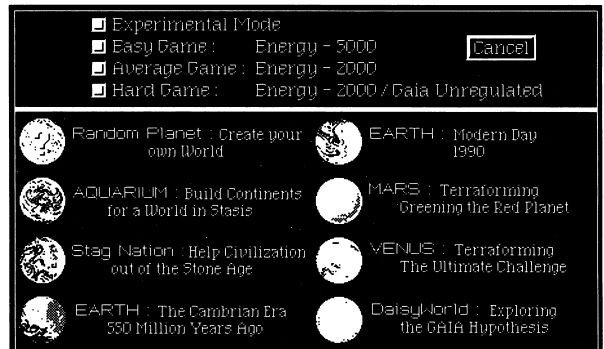 Experimental Mode
Easy Game : Energy - 5000
Cancel
Average Game : Energy - 2000
Hard Game : Energy - 2000 / Gaia Unregulated
Random Planet : Create your
own World
EARTH : Modern Day
1990
AQUARIUM : Build Continents
for a World in Stasis
MARS : Terraforming
Greening the Red Planet
Stag Nation : Help Civilization
out of the Stone Age
VENUS : Terraforming
The Ultimate Challenge
EARTH : The Cambrian Era
550 Million Years Ago
DaisyWorld : Exploring
the GAIA Hypothesis